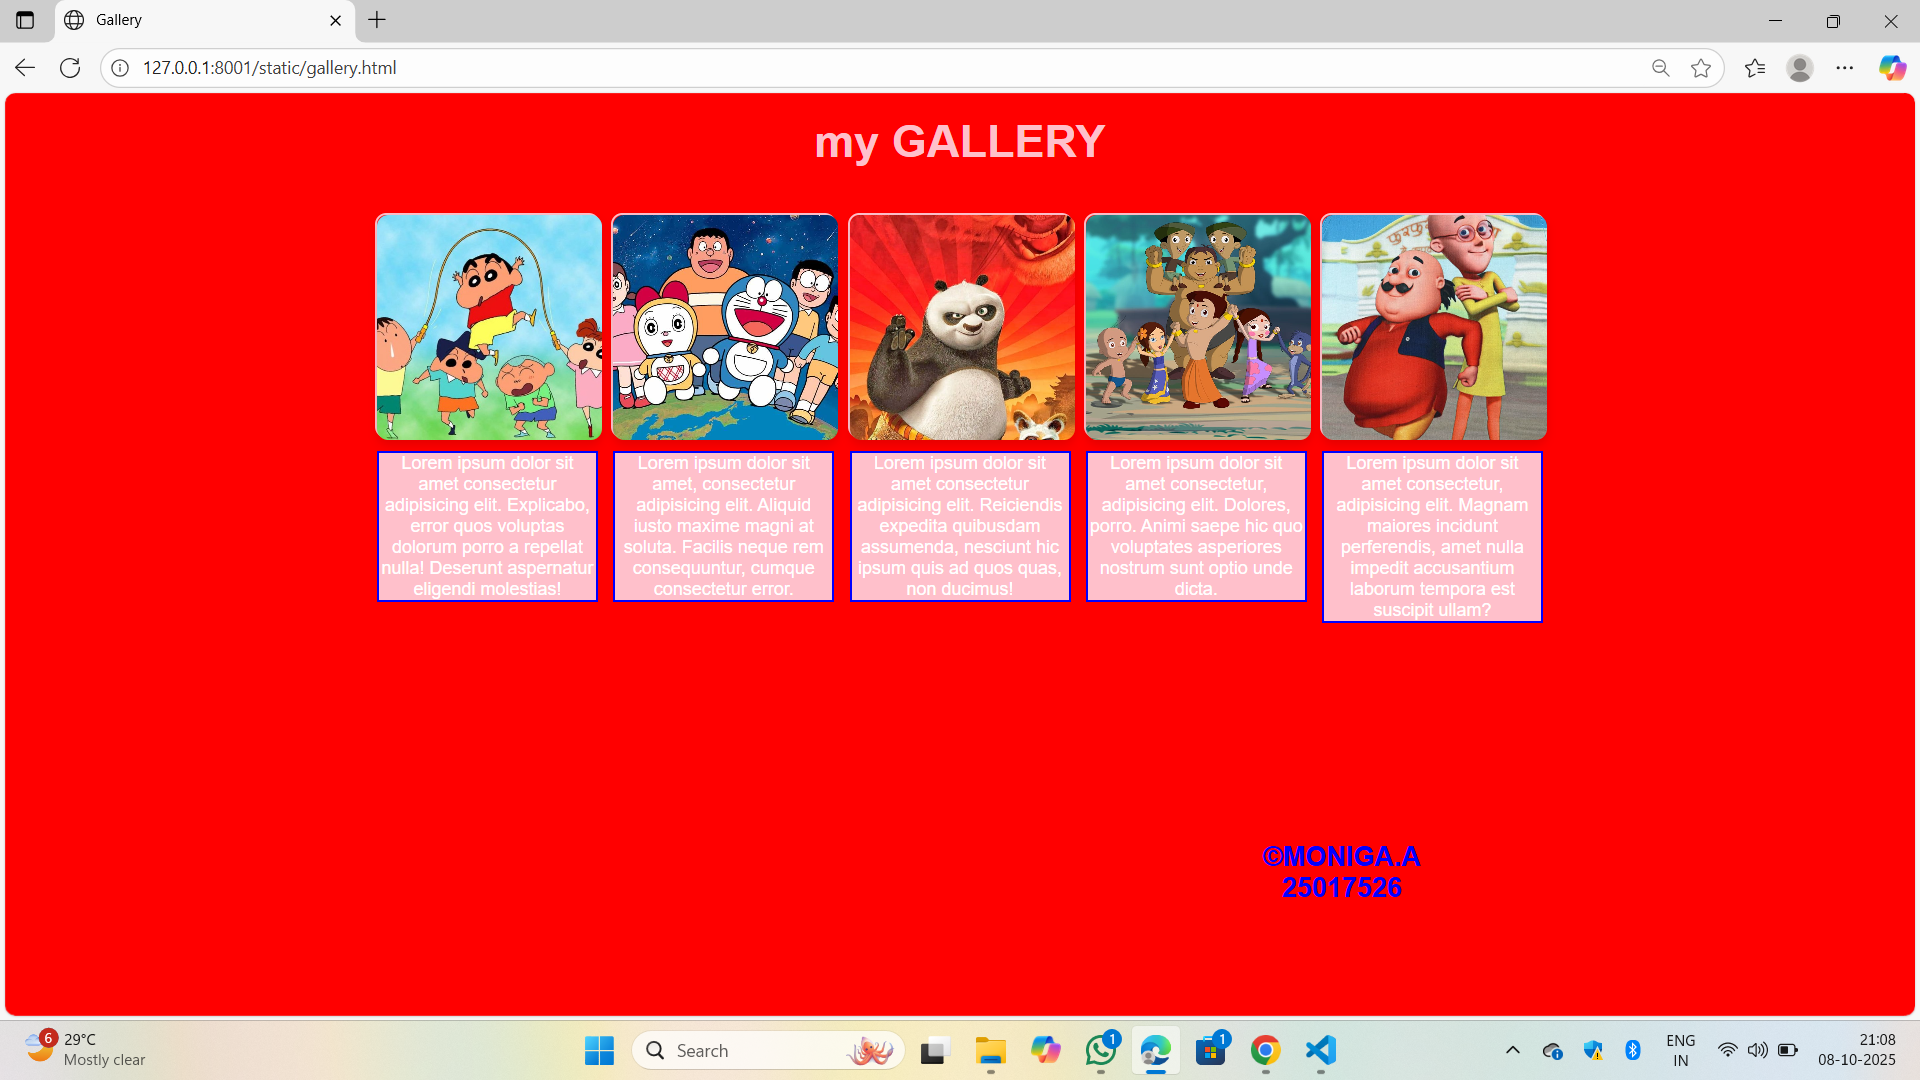 Gallery
127.0.0.1:8001/static/gallery.html
my GALLERY
Lorem ipsum dolor sit
amet consectetur
adipisicing elit. Explicabo,
error quos voluptas
dolorum porro a repellat
nulla! Deserunt aspernatur
eligendi molestias!
Lorem ipsum dolor sit
amet, consectetur
adipisicing elit. Aliquid
iusto maxime magni at
soluta. Facilis neque rem
consequuntur, cumque
consectetur error.
Lorem ipsum dolor sit
amet consectetur
adipisicing elit. Reiciendis
expedita quibusdam
assumenda, nesciunt hic
ipsum quis ad quos quas,
non ducimus!
Lorem ipsum dolor sit
amet consectetur,
adipisicing elit. Dolores,
porro. Animi saepe hic quo
voluptates asperiores
nostrum sunt optio unde
dicta.
Lorem ipsum dolor sit
amet consectetur,
adipisicing elit. Magnam
maiores incidunt
perferendis, amet nulla
impedit accusantium
laborum tempora est
suscipit ullam?
©MONIGA.A
25017526
6
29°C
Mostly clear
Search
1
1
ENG
IN
21:08
08-10-2025